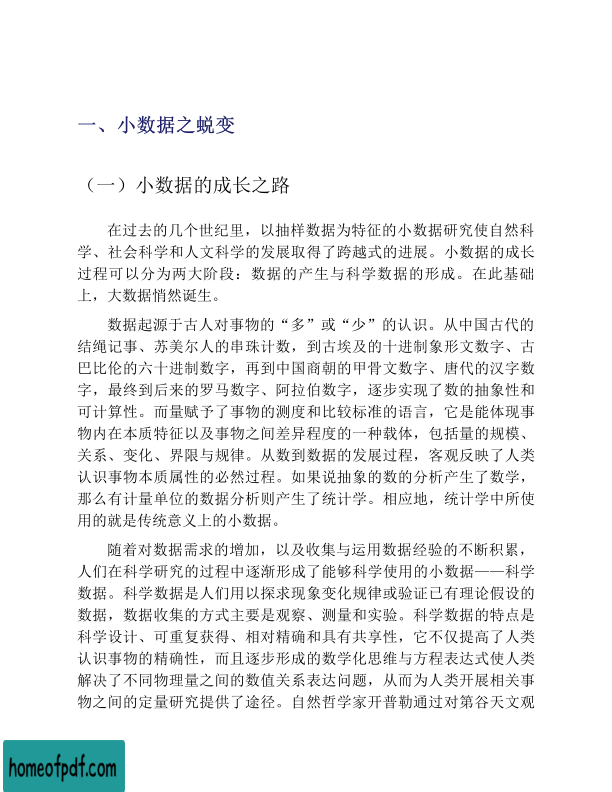 一、小数据之蜕变
（一）小数据的成长之路
在过去的几个世纪里，以抽样数据为特征的小数据研究使自然科
学、社会科学和人文科学的发展取得了跨越式的进展。小数据的成长
过程可以分为两大阶段：数据的产生与科学数据的形成。在此基础
上，大数据悄然诞生。
数据起源于古人对事物的“多”或“少”的认识。从中国古代的
结绳记事、苏美尔人的串珠计数，到古埃及的十进制象形文数字、古
巴比伦的六十进制数字，再到中国商朝的甲骨文数字、唐代的汉字数
字，最终到后来的罗马数字、阿拉伯数字，逐步实现了数的抽象性和
可计算性。而量赋予了事物的测度和比较标准的语言，它是能体现事
物内在本质特征以及事物之间差异程度的一种载体，包括量的规模、
关系、变化、界限与规律。从数到数据的发展过程，客观反映了人类
认识事物本质属性的必然过程。如果说抽象的数的分析产生了数学，
那么有计量单位的数据分析则产生了统计学。相应地，统计学中所使
用的就是传统意义上的小数据。
随着对数据需求的增加，以及收集与运用数据经验的不断积累，
人们在科学研究的过程中逐渐形成了能够科学使用的小数据——科学
数据。科学数据是人们用以探求现象变化规律或验证已有理论假设的
数据，数据收集的方式主要是观察、测量和实验。科学数据的特点是
科学设计、可重复获得、相对精确和具有共享性，它不仅提高了人类
认识事物的精确性，而且逐步形成的数学化思维与方程表达式使人类
解决了不同物理量之间的数值关系表达问题，从而为人类开展相关事
物之间的定量研究提供了途径。自然哲学家开普勒通过对第谷天文观
homeofpdf.com